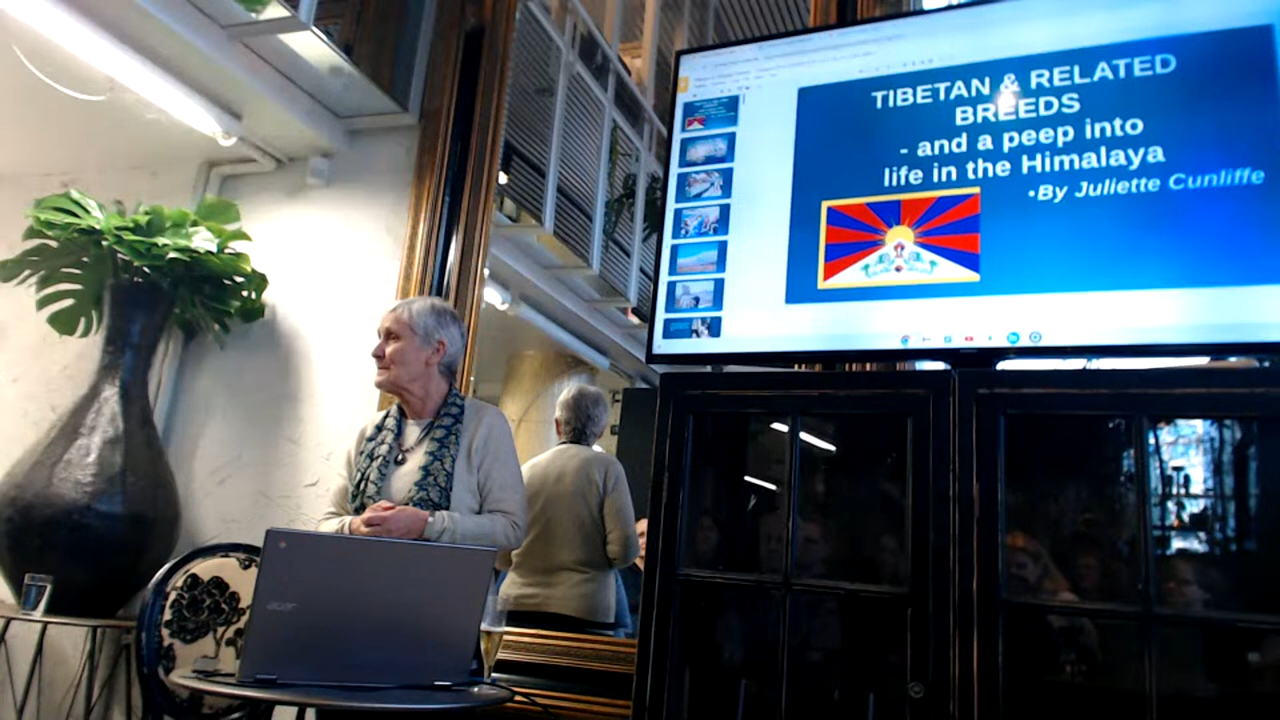 TIBETAN & RELATED
BREEDS
- and a peep into
life in the Himalaya
•By Juliette Cunliffe
acer